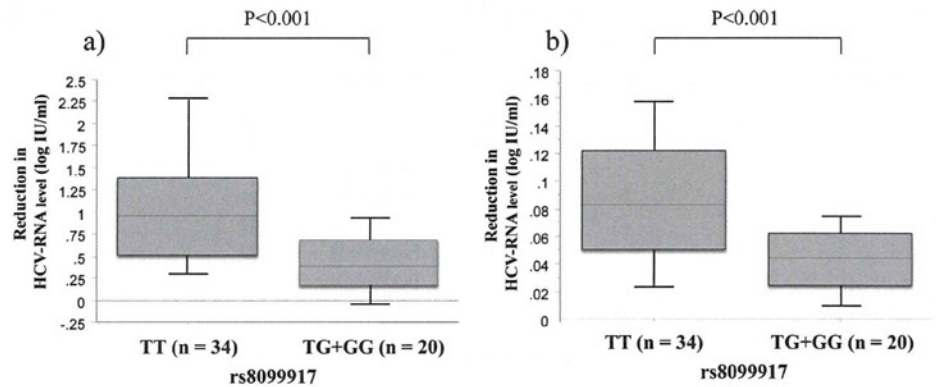 P<0.001
a)
Reduction in
HCV-RNA level (log IU/ml)
2.5
2.25
2
1.75
1.5
1.25
1
.75
.5
.25
0
-.25
TT (n = 34)
TG+GG (n = 20)
rs8099917
P<0.001
b)
Reduction in
HCV-RNA level (log IU/ml)
.18
.16
.14
.12
.1
.08
.06
.04
.02
0
TT (n = 34)
TG+GG (n = 20)
rs8099917